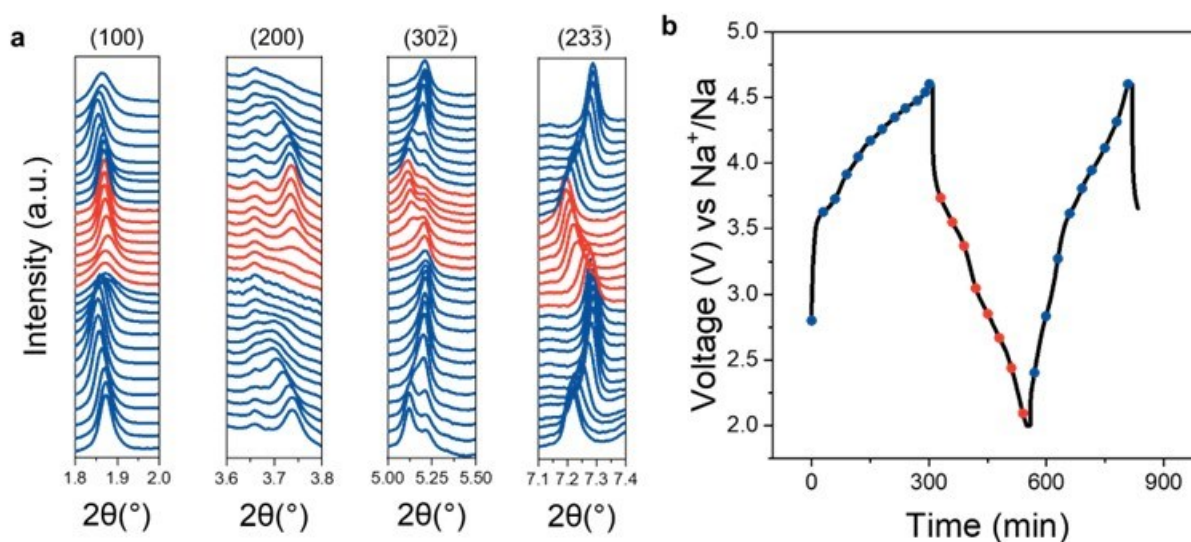 a
(100) (200) (302̅) (23̅3̅)
Intensity (a.u.)
1.8 1.9 2.0 3.6 3.7 3.8 5.00 5.25 5.50 7.1 7.2 7.3 7.4
2θ(°) 2θ(°) 2θ(°) 2θ(°)
b
Voltage (V) vs Na⁺/Na
5.0
4.5
4.0
3.5
3.0
2.5
2.0
0 300 600 900
Time (min)